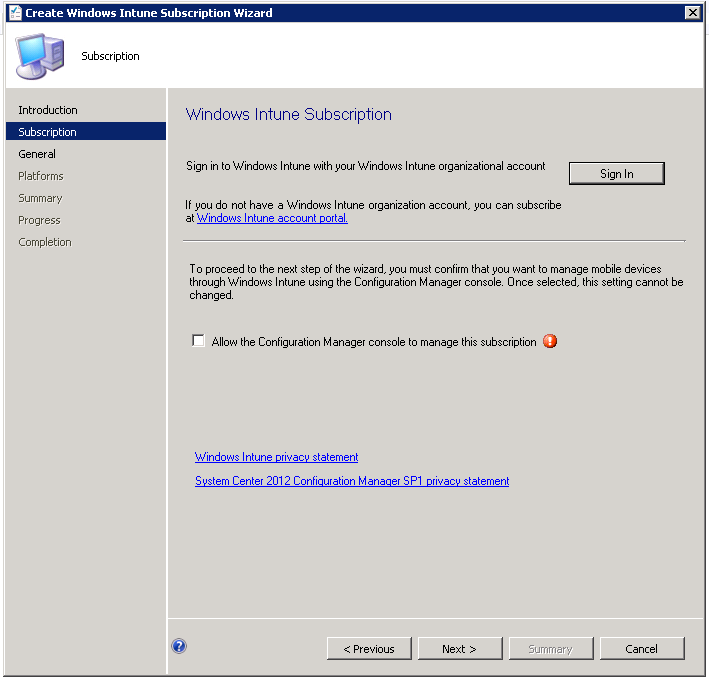 Create Windows Intune Subscription Wizard
Subscription
Introduction
Subscription
General
Platforms
Summary
Progress
Completion
Windows Intune Subscription
Sign in to Windows Intune with your Windows Intune organizational account
Sign In
If you do not have a Windows Intune organization account, you can subscribe
at Windows Intune account portal.
To proceed to the next step of the wizard, you must confirm that you want to manage mobile devices
through Windows Intune using the Configuration Manager console. Once selected, this setting cannot be
changed.
Allow the Configuration Manager console to manage this subscription
Windows Intune privacy statement
System Center 2012 Configuration Manager SP1 privacy statement
< Previous
Next >
Summary
Cancel